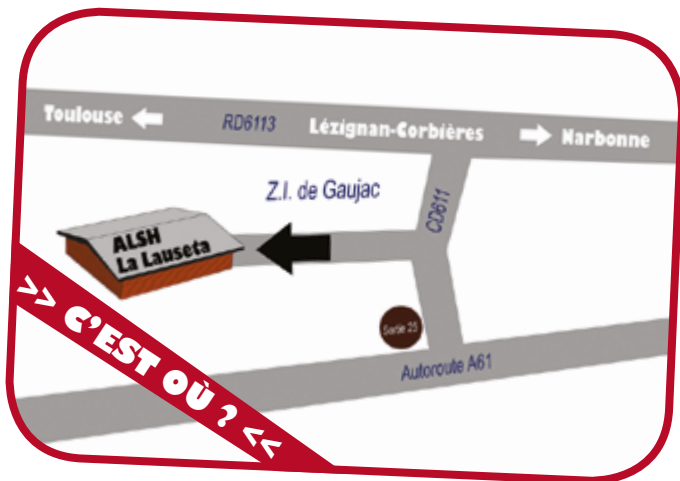 Toulouse
RD6113
Lézignan-Corbières
Narbonne
Z.I. de Gaujac
CD611
ALSH
La Lauseta
Sortie 25
Autoroute A61
>> C'EST OÙ ? <<